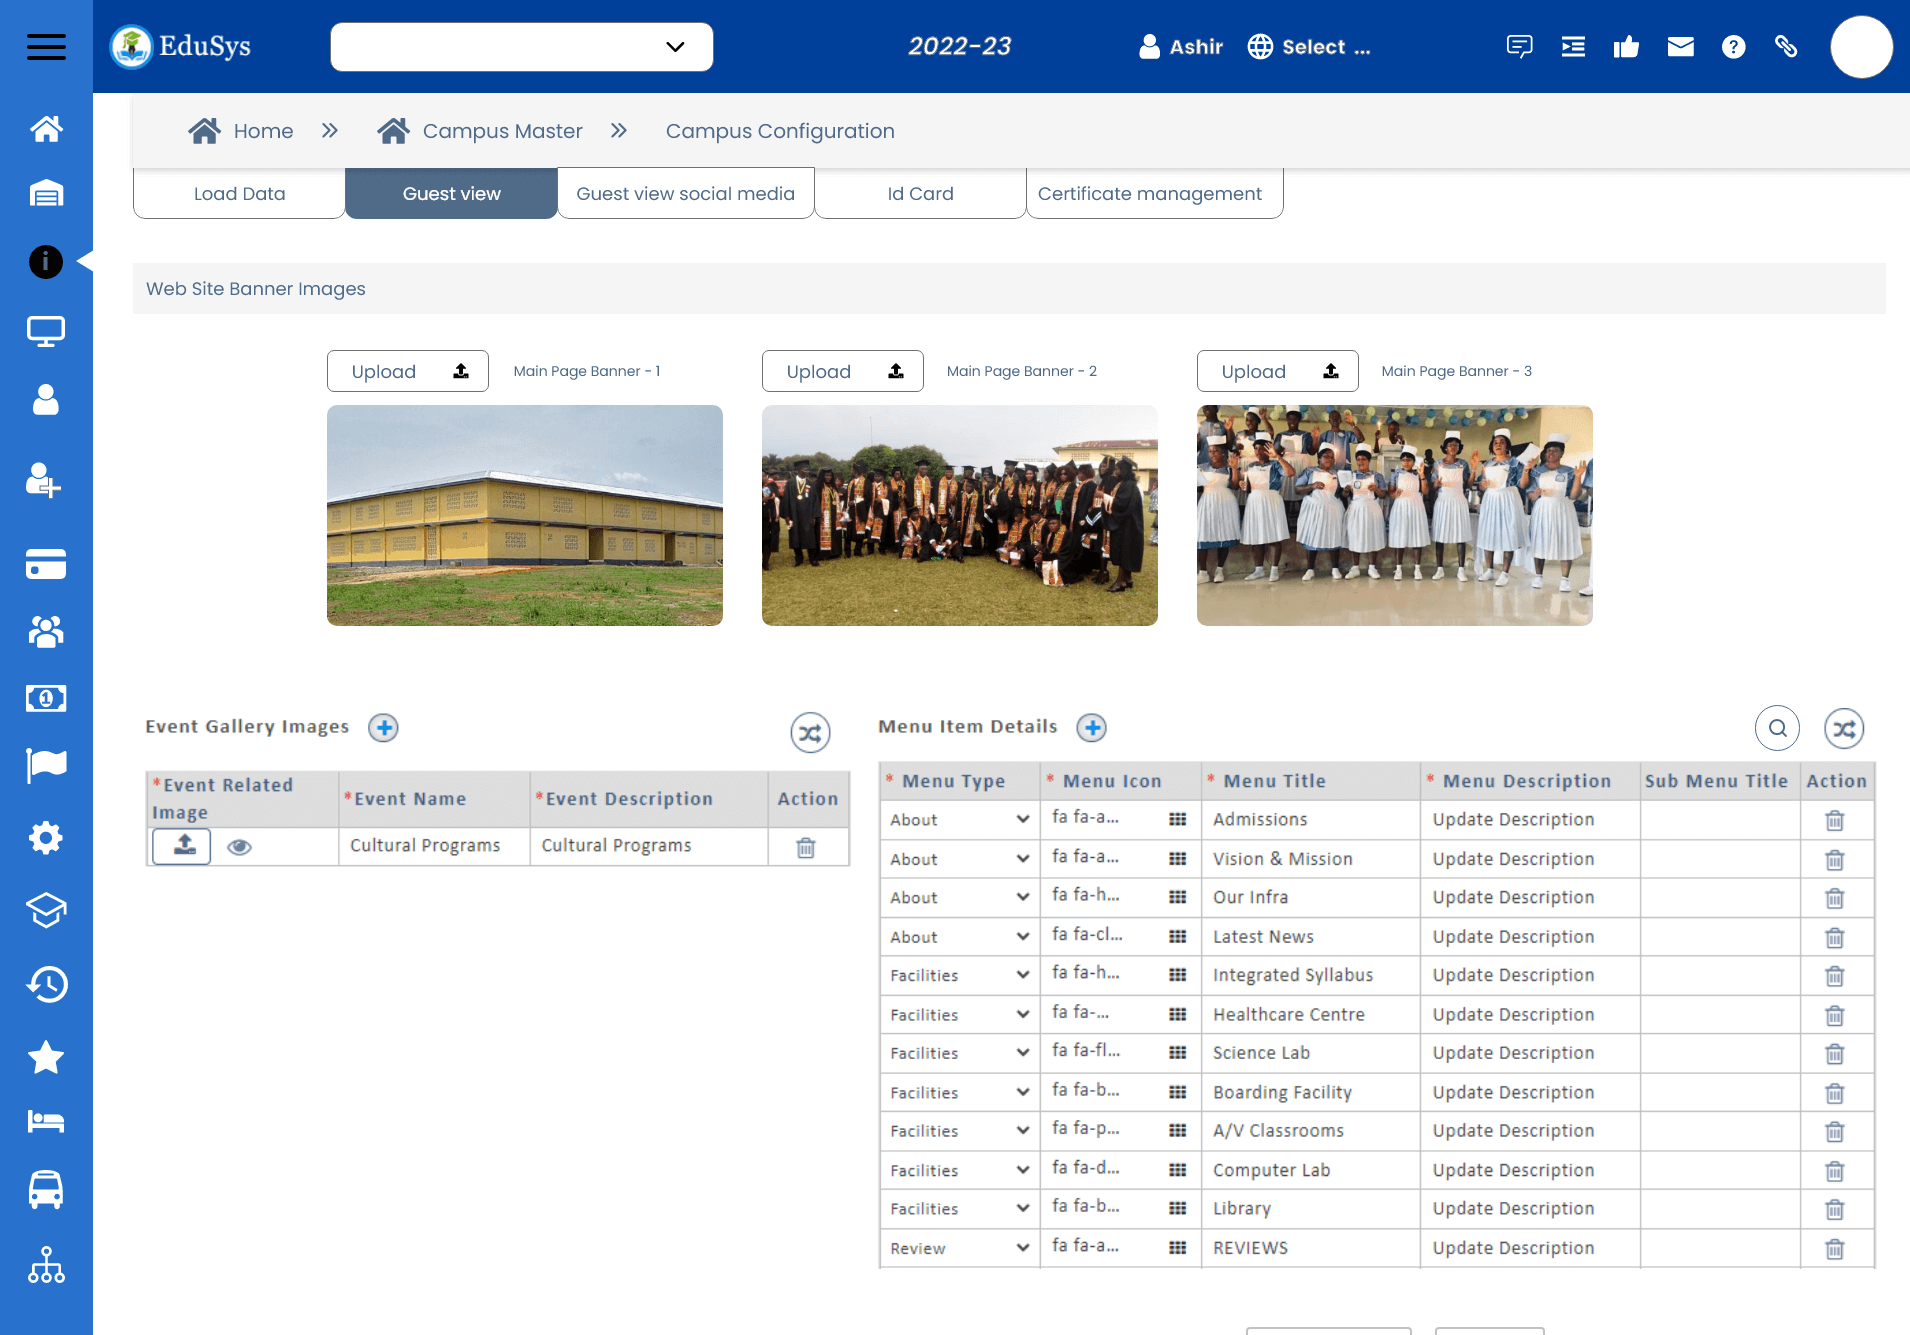 EduSys
2022-23
Ashir
Select ...
Home
Campus Master
Campus Configuration
Load Data
Guest view
Guest view social media
Id Card
Certificate management
Web Site Banner Images
Upload
Main Page Banner - 1
Upload
Main Page Banner - 2
Upload
Main Page Banner - 3
Event Gallery Images
*Event Related Image
*Event Name
*Event Description
Action
Cultural Programs
Cultural Programs
Menu Item Details
* Menu Type
* Menu Icon
* Menu Title
* Menu Description
Sub Menu Title
Action
About fa fa-a... Admissions Update Description
About fa fa-a... Vision & Mission Update Description
About fa fa-h... Our Infra Update Description
About fa fa-cl... Latest News Update Description
Facilities fa fa-h... Integrated Syllabus Update Description
Facilities fa fa-... Healthcare Centre Update Description
Facilities fa fa-fl... Science Lab Update Description
Facilities fa fa-b... Boarding Facility Update Description
Facilities fa fa-p... A/V Classrooms Update Description
Facilities fa fa-d... Computer Lab Update Description
Facilities fa fa-b... Library Update Description
Review fa fa-a... REVIEWS Update Description